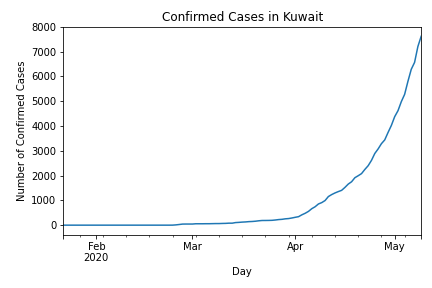 Confirmed Cases in Kuwait
8000
7000
6000
5000
4000
3000
2000
1000
0
Number of Confirmed Cases
Feb
2020
Mar
Apr
May
Day